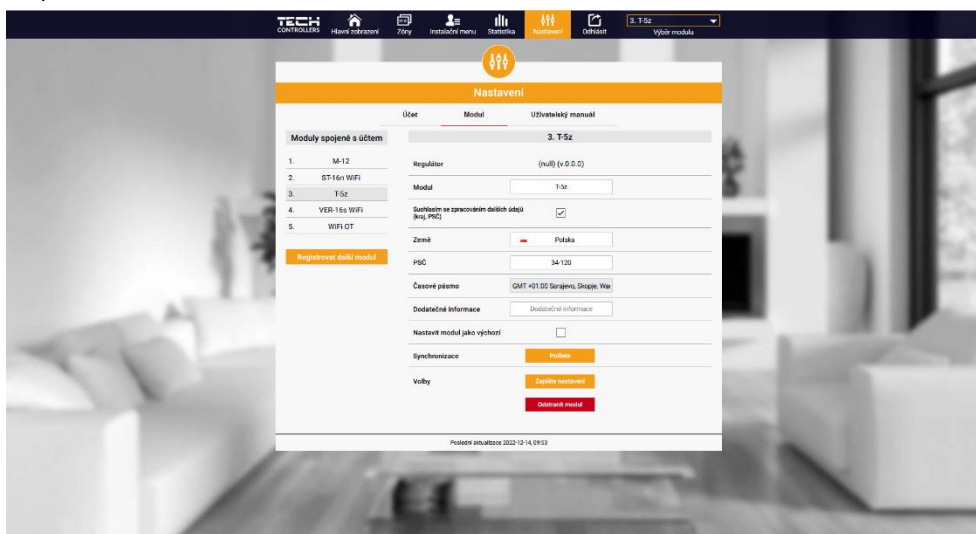 TECH
CONTROLLERS
Hlavní zobrazení
Zóny
Instalační menu
Statistika
Nastavení
Odhlásit
3. T-5z
Výběr modulu
Nastavení
Účet Modul Uživatelský manuál
Moduly spojené s účtem
1. M-12
2. ST-16n WiFi
3. T-5z
4. VER-16s WiFi
5. WiFi OT
Registrovat další modul
3. T-5z
Regulátor (null) (v.0.0.0)
Modul T-5z
Souhlasím se zpracováním dalších údajů
(kraj, PSČ)
Země Polska
PSČ 34-120
Časové pásmo GMT +01:00 Sarajevo, Skopje, War
Dodatečné informace Dodatečné informace
Nastavit modul jako výchozí
Synchronizace Pošlete
Volby Zapište nastavení
Odstranit modul
Poslední aktualizace 2022-12-14, 09:53